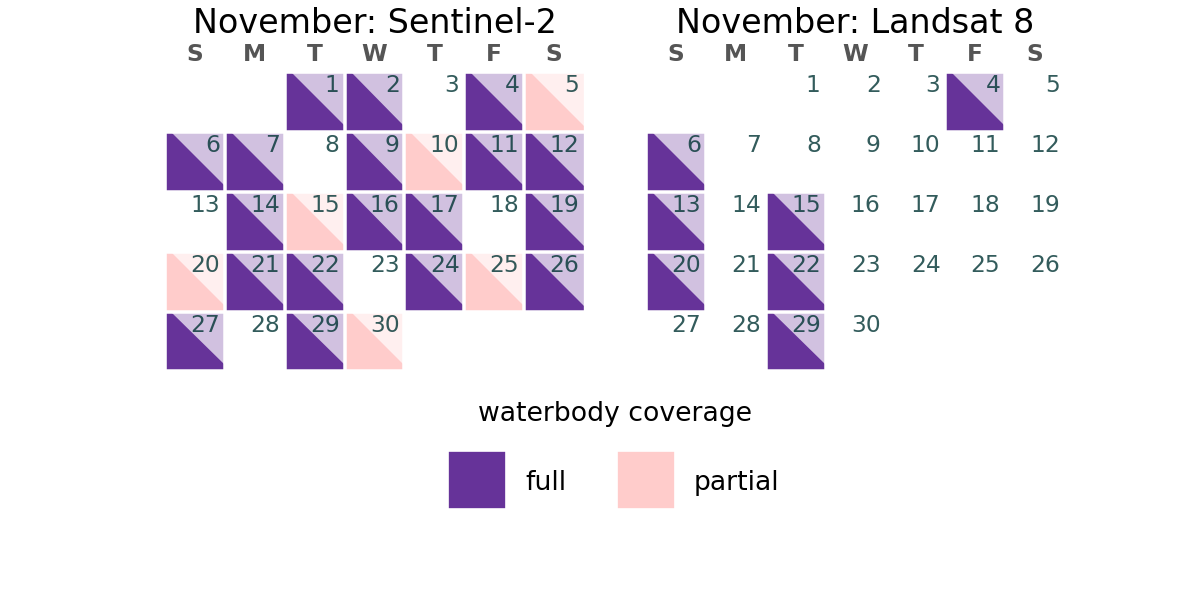 November: Sentinel-2
S M T W T F S
1 2 3 4 5
6 7 8 9 10 11 12
13 14 15 16 17 18 19
20 21 22 23 24 25 26
27 28 29 30
November: Landsat 8
S M T W T F S
1 2 3 4 5
6 7 8 9 10 11 12
13 14 15 16 17 18 19
20 21 22 23 24 25 26
27 28 29 30
waterbody coverage
full
partial